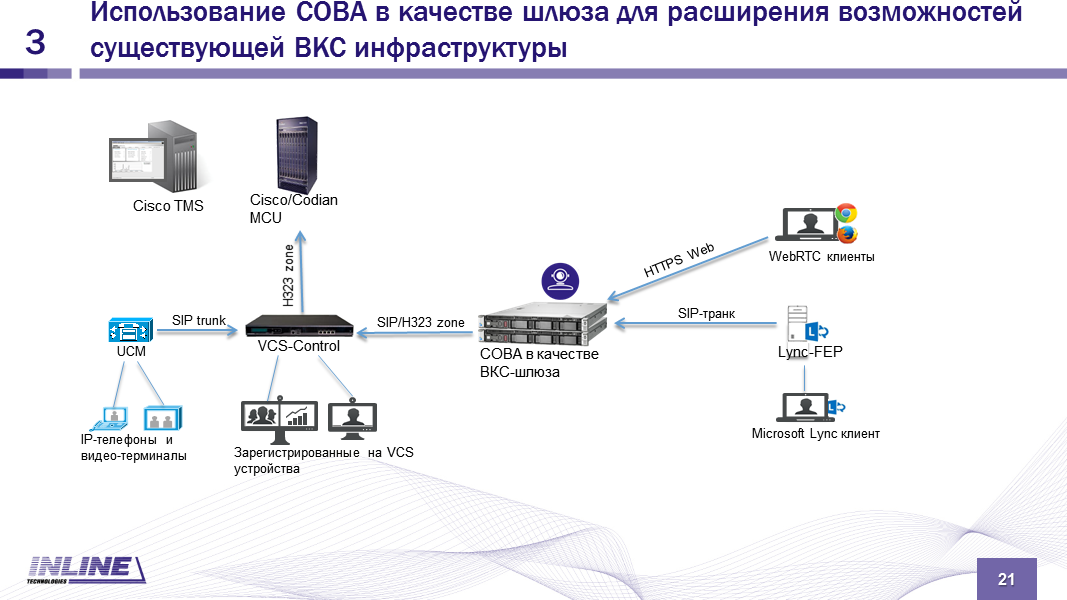 Использование СОВА в качестве шлюза для расширения возможностей
3
существующей ВКС инфраструктуры
Cisco TMS
Cisco/Codian
MCU
H323 zone
HTTPS Web
WebRTC клиенты
SIP trunk
SIP/H323 zone
SIP-транк
UCM
VCS-Control
СОВА в качестве
ВКС-шлюза
Lync-FEP
IP-телефоны и
видео-терминалы
Зарегистрированные на VCS
устройства
Microsoft Lync клиент
INLINE
TECHNOLOGIES
21